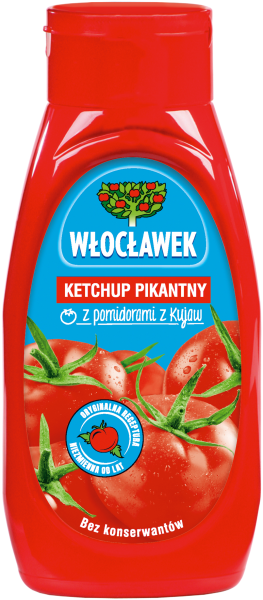 WŁOCŁAWEK
KETCHUP PIKANTNY
z pomidorami z Kujaw
ORYGINALNA RECEPTURA
NIEZMIENNA OD LAT
Bez konserwantów